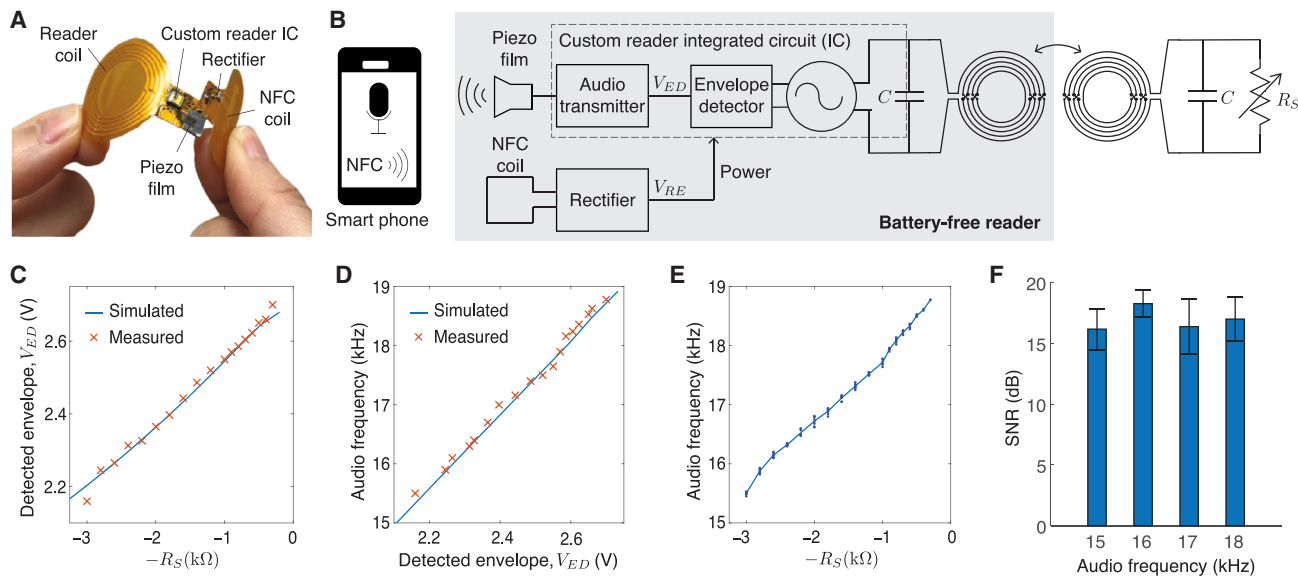 A
Reader
coil
Custom reader IC
Rectifier
NFC
coil
Piezo
film
B
NFC
Smart phone
Piezo
film
Custom reader integrated circuit (IC)
Audio
transmitter
V_ED
Envelope
detector
C
NFC
coil
Rectifier
V_RE
Power
Battery-free reader
C
R_S
C
Detected envelope, V_ED (V)
2.6
2.4
2.2
Simulated
Measured
−3
−2
−1
0
−R_S(kΩ)
D
Audio frequency (kHz)
19
18
17
16
15
Simulated
Measured
2.2
2.4
2.6
Detected envelope, V_ED (V)
E
Audio frequency (kHz)
19
18
17
16
15
−3
−2
−1
0
−R_S(kΩ)
F
SNR (dB)
20
15
10
5
0
15
16
17
18
Audio frequency (kHz)